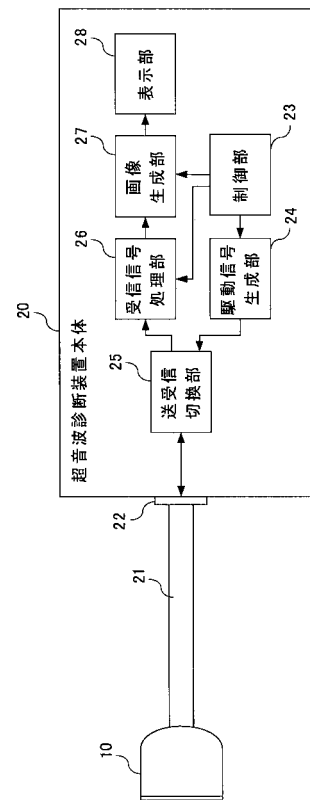 20
超音波診断装置本体
10
21
22
25
送受信
切換部
26
受信信号
処理部
27
画像
生成部
28
表示部
24
駆動信号
生成部
23
制御部